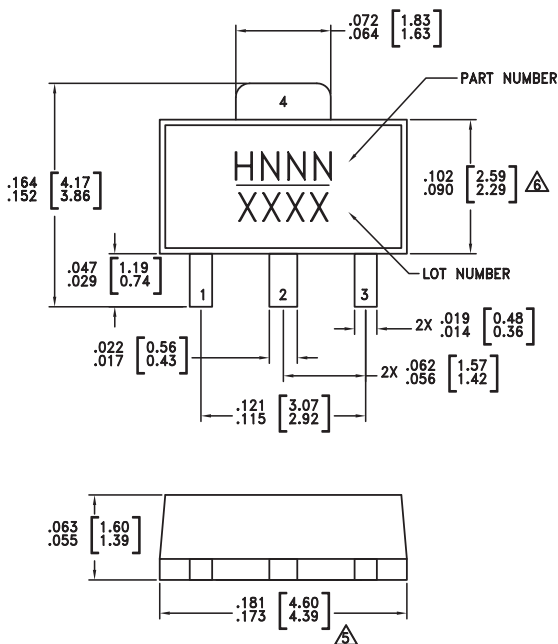 .072 [1.83]
.064 [1.63]
PART NUMBER
4
HNNN
XXXX
.164 [4.17]
.152 [3.86]
.102 [2.59]
.090 [2.29] 6
.047 [1.19]
.029 [0.74]
LOT NUMBER
1 2 3
2X .019 [0.48]
.014 [0.36]
.022 [0.56]
.017 [0.43]
2X .062 [1.57]
.056 [1.42]
.121 [3.07]
.115 [2.92]
.063 [1.60]
.055 [1.39]
.181 [4.60]
.173 [4.39]
5